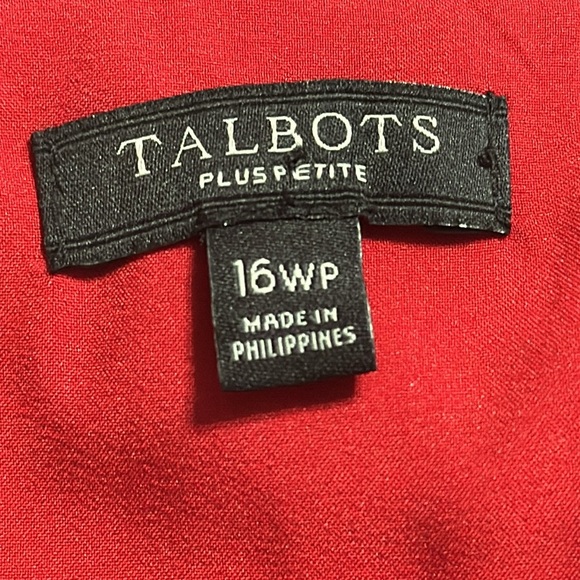 TALBOTS
PLUS PETITE
16WP
MADE IN
PHILIPPINES